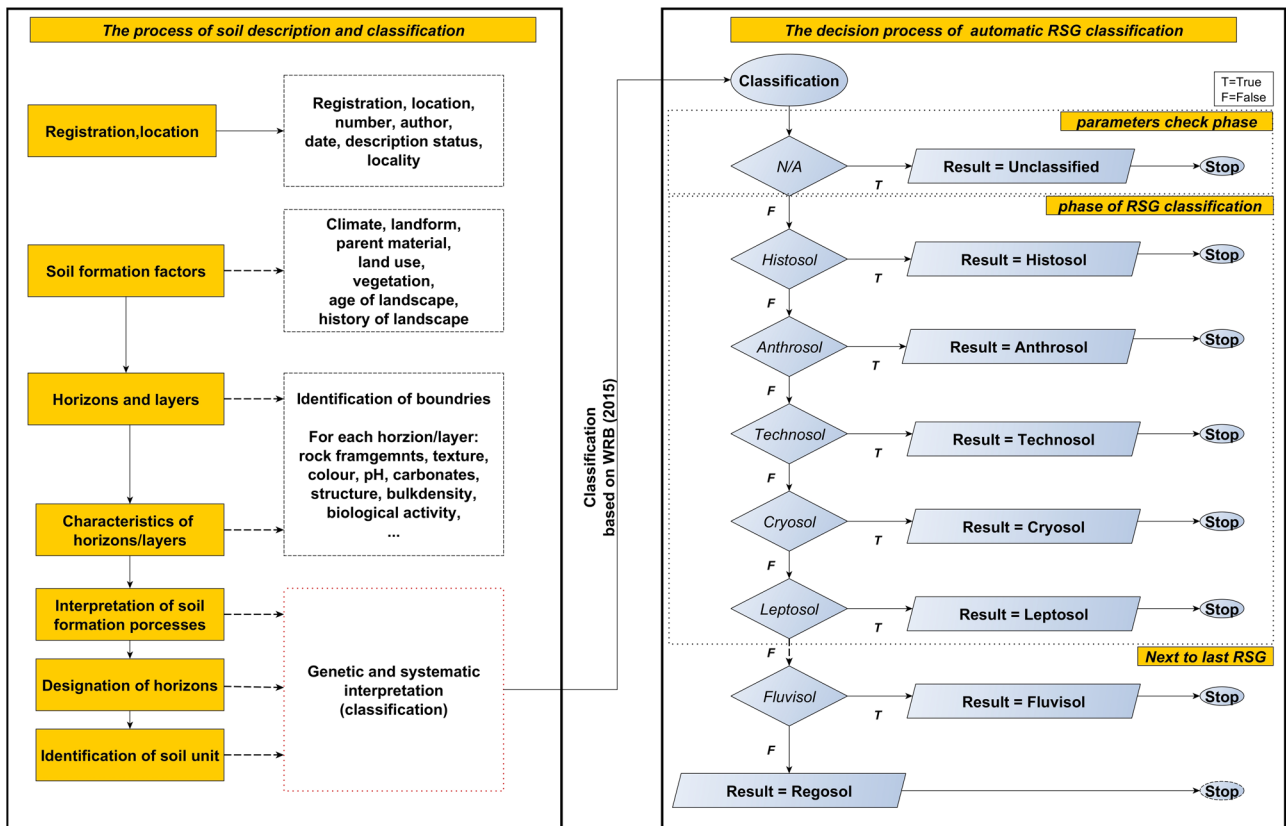 The process of soil description and classification
Registration,location
Registration, location,
number, author,
date, description status,
locality
Soil formation factors
Climate, landform,
parent material,
land use,
vegetation,
age of landscape,
history of landscape
Horizons and layers
Identification of boundries
For each horzion/layer:
rock framgemnts, texture,
colour, pH, carbonates,
structure, bulkdensity,
biological activity,
...
Characteristics of
horizons/layers
Interpretation of soil
formation porcesses
Designation of horizons
Identification of soil unit
Genetic and systematic
interpretation
(classification)
Classification
based on WRB (2015)
The decision process of automatic RSG classification
Classification
T=True
F=False
parameters check phase
N/A
T
Result = Unclassified
Stop
F
phase of RSG classification
Histosol
T
Result = Histosol
Stop
F
Anthrosol
T
Result = Anthrosol
Stop
F
Technosol
T
Result = Technosol
Stop
F
Cryosol
T
Result = Cryosol
Stop
F
Leptosol
T
Result = Leptosol
Stop
F
Next to last RSG
Fluvisol
T
Result = Fluvisol
Stop
F
Result = Regosol
Stop